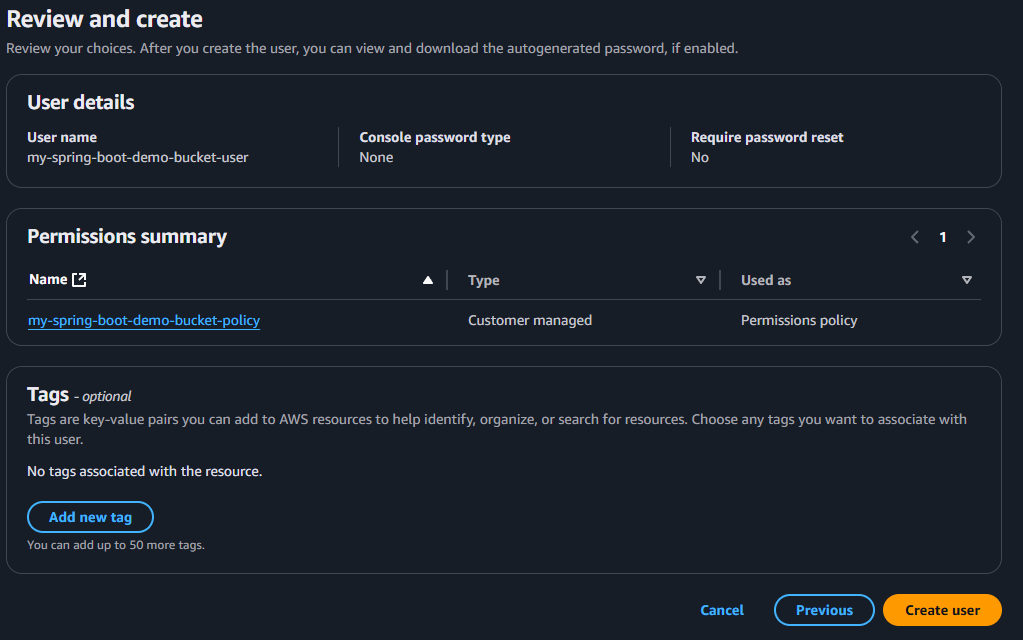 Review and create
Review your choices. After you create the user, you can view and download the autogenerated password, if enabled.
User details
User name
my-spring-boot-demo-bucket-user
Console password type
None
Require password reset
No
Permissions summary
1
Name
Type
Used as
my-spring-boot-demo-bucket-policy
Customer managed
Permissions policy
Tags - optional
Tags are key-value pairs you can add to AWS resources to help identify, organize, or search for resources. Choose any tags you want to associate with
this user.
No tags associated with the resource.
Add new tag
You can add up to 50 more tags.
Cancel
Previous
Create user